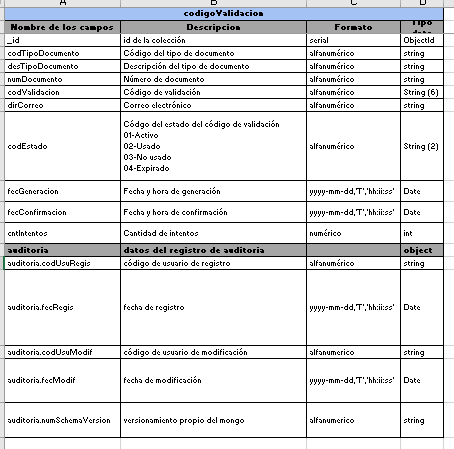 A B C D
codigoValidacion
Nombre de los campos Descripcion Formato Tipo dato
_id id de la colección serial ObjectId
codTipoDocumento Código del tipo de documento alfanumérico string
desTipoDocumento Descripción del tipo de documento alfanumérico string
numDocumento Número de documento alfanumérico string
codValidacion Código de validación alfanumérico String (6)
dirCorreo Correo electrónico alfanumérico string
codEstado Códgo del estado del código de validación alfanumérico String (2)
01-Activo
02-Usado
03-No usado
04-Expirado
fecGeneracion Fecha y hora de generación yyyy-mm-dd,'T','hh:ii:ss' Date
fecConfirmacion Fecha y hora de confirmación yyyy-mm-dd,'T','hh:ii:ss' Date
cntIntentos Cantidad de intentos numérico int
auditoria datos del registro de auditoria object
auditoria.codUsuRegis código de usuario de registro alfanumérico string
auditoria.fecRegis fecha de registro yyyy-mm-dd,'T','hh:ii:ss' Date
auditoria.codUsuModif código de usuario de modificación alfanumérico string
auditoria.fecModif fecha de modificación yyyy-mm-dd,'T','hh:ii:ss' Date
auditoria.numSchemaVersion versionamiento propio del mongo alfanumérico string